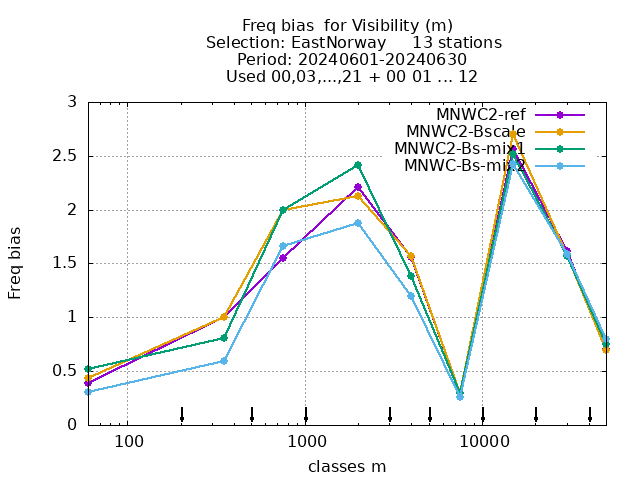 Freq bias  for Visibility (m)
Selection: EastNorway     13 stations
Period: 20240601-20240630
Used 00,03,...,21 + 00 01 ... 12
MNWC2-ref
MNWC2-Bscale
MNWC2-Bs-mix1
MNWC-Bs-mix2
3
2.5
2
1.5
1
0.5
0
Freq bias
100 1000 10000
classes m